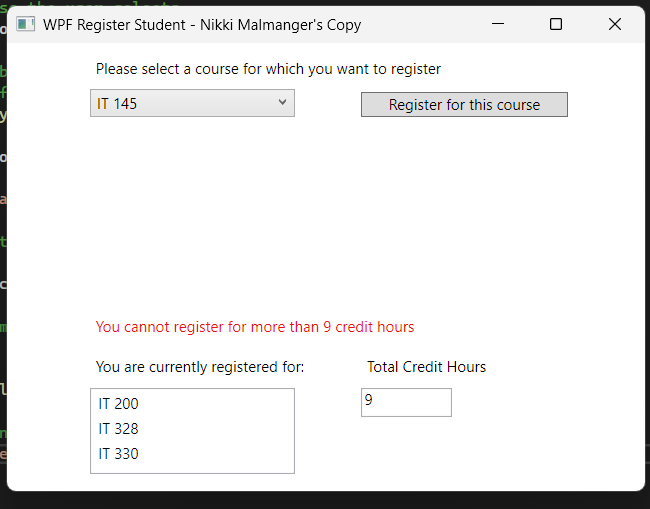 WPF Register Student - Nikki Malmanger's Copy
Please select a course for which you want to register
IT 145
Register for this course
You cannot register for more than 9 credit hours
You are currently registered for:
Total Credit Hours
9
IT 200
IT 328
IT 330